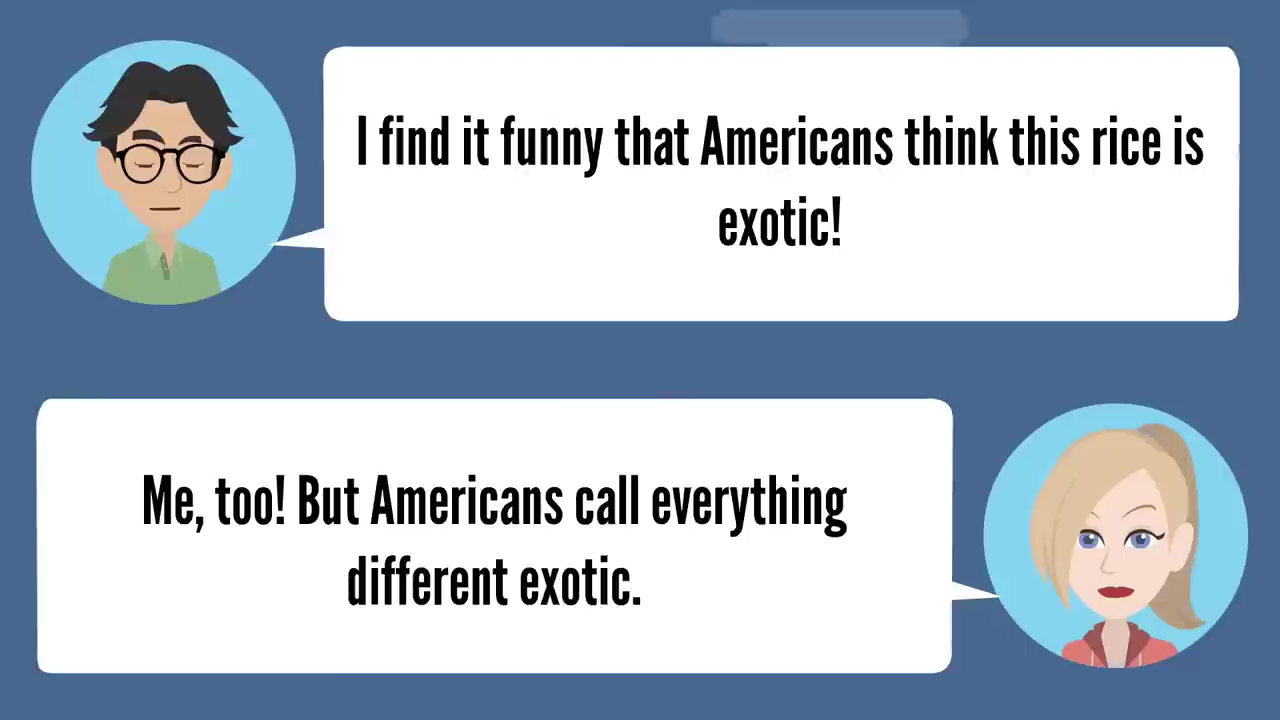 I find it funny that Americans think this rice is
exotic!
Me, too! But Americans call everything
different exotic.